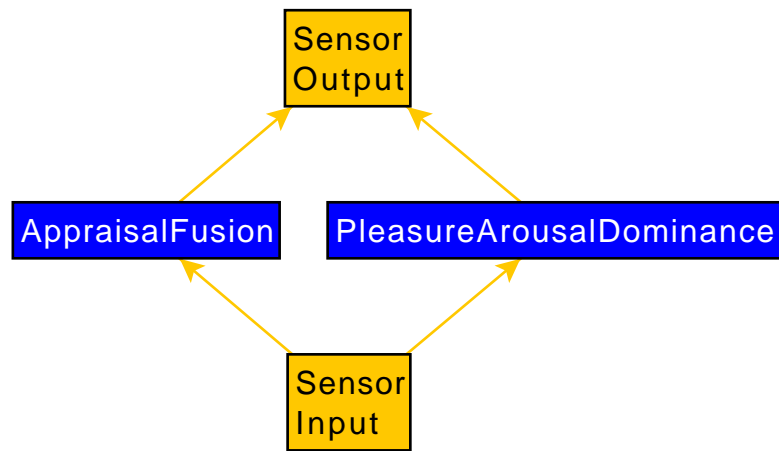 Sensor
Output
AppraisalFusion
PleasureArousalDominance
Sensor
Input